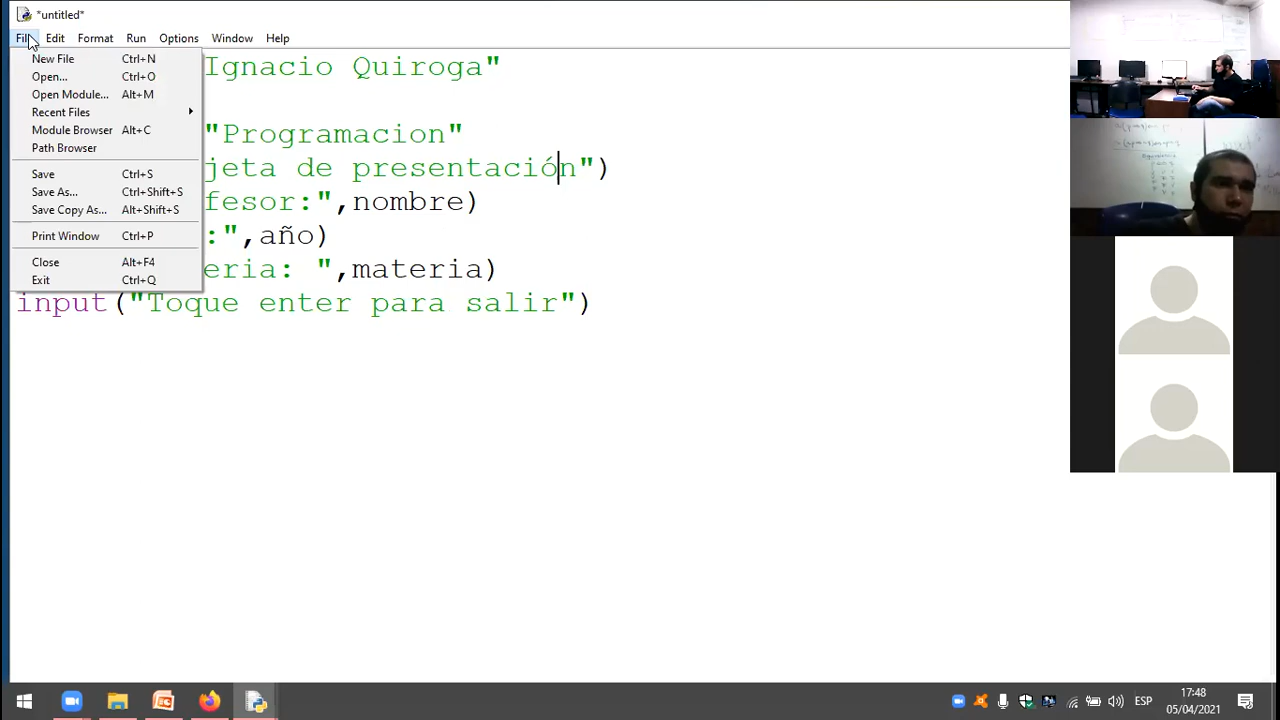 *untitled*
File Edit Format Run Options Window Help
New File Ctrl+N
Open... Ctrl+O
Open Module... Alt+M
Recent Files
Module Browser Alt+C
Path Browser
Save Ctrl+S
Save As... Ctrl+Shift+S
Save Copy As... Alt+Shift+S
Print Window Ctrl+P
Close Alt+F4
Exit Ctrl+Q
Ignacio Quiroga"
"Programacion"
jeta de presentación")
fesor:",nombre)
:",año)
eria: ",materia)
input("Toque enter para salir")
ESP
17:48
05/04/2021